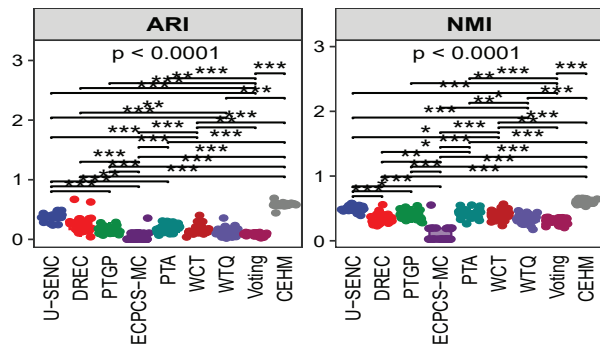 ARI
p < 0.0001
3
2
1
0
U-SENC
DREC
PTGP
ECPCS-MC
PTA
WCT
WTQ
Voting
CEHM
NMI
p < 0.0001
3
2
1
0
U-SENC
DREC
PTGP
ECPCS-MC
PTA
WCT
WTQ
Voting
CEHM